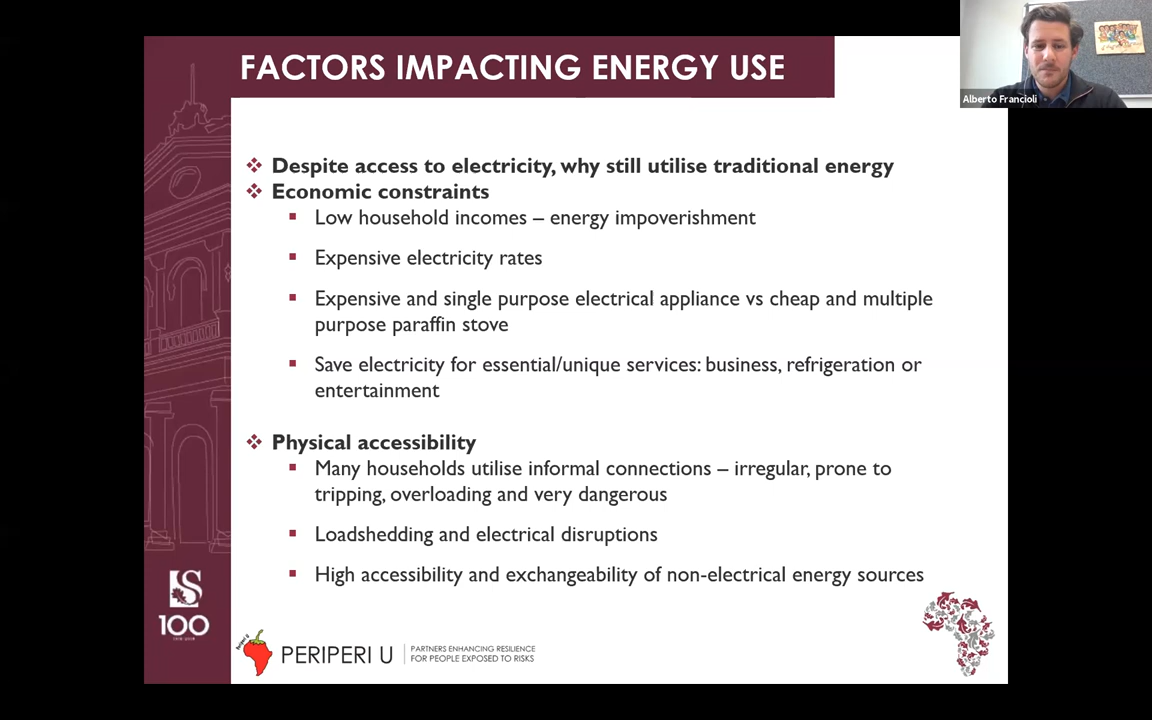 FACTORS IMPACTING ENERGY USE
Alberto Francioli
Despite access to electricity, why still utilise traditional energy
Economic constraints
Low household incomes – energy impoverishment
Expensive electricity rates
Expensive and single purpose electrical appliance vs cheap and multiple
purpose paraffin stove
Save electricity for essential/unique services: business, refrigeration or
entertainment
Physical accessibility
Many households utilise informal connections – irregular, prone to
tripping, overloading and very dangerous
Loadshedding and electrical disruptions
High accessibility and exchangeability of non-electrical energy sources
100
PERIPERI U
PARTNERS ENHANCING RESILIENCE
FOR PEOPLE EXPOSED TO RISKS